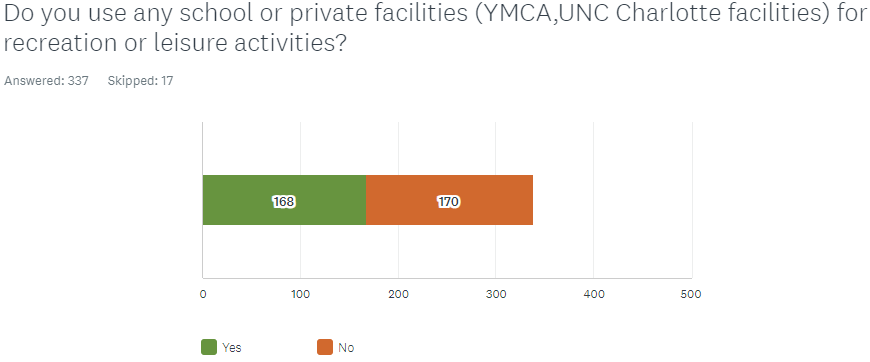 Do you use any school or private facilities (YMCA,UNC Charlotte facilities) for
recreation or leisure activities?
Answered: 337 Skipped: 17
168 170
0 100 200 300 400 500
Yes No